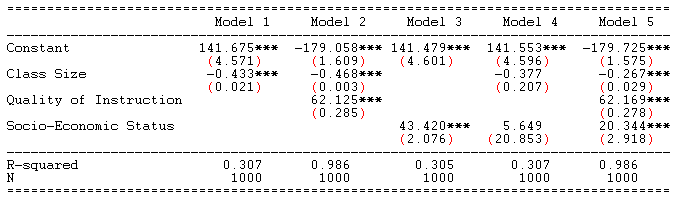 Model 1 Model 2 Model 3 Model 4 Model 5
Constant 141.675*** -179.058*** 141.479*** 141.553*** -179.725***
(4.571) (1.609) (4.601) (4.596) (1.575)
Class Size -0.433*** -0.468*** -0.377 -0.267***
(0.021) (0.003) (0.207) (0.029)
Quality of Instruction 62.125*** 62.169***
(0.285) (0.278)
Socio-Economic Status 43.420*** 5.649 20.344***
(2.076) (20.853) (2.918)
R-squared 0.307 0.986 0.305 0.307 0.986
N 1000 1000 1000 1000 1000